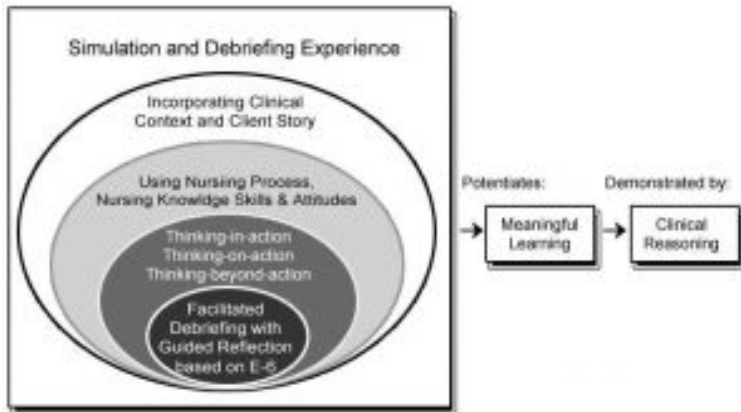 Simulation and Debriefing Experience
Incorporating Clinical
Context and Client Story
Using Nursiing Process,
Nursing Knowldge Skills & Attitudes
Thinking-in-action
Thinking-on-action
Thinking-beyond-action
Facilitated
Debriefing with
Guided Reflection
based on E-6
Potentiates:
Meaningful
Learning
Demonstrated by:
Clinical
Reasoning